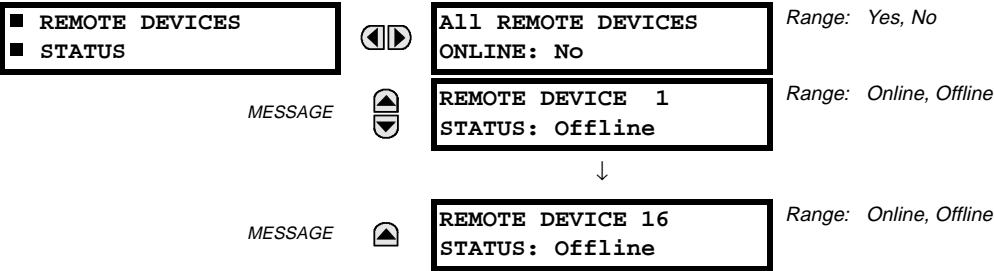 ■ REMOTE DEVICES
■ STATUS
All REMOTE DEVICES
ONLINE: No
Range: Yes, No
MESSAGE
REMOTE DEVICE 1
STATUS: Offline
Range: Online, Offline
↓
MESSAGE
REMOTE DEVICE 16
STATUS: Offline
Range: Online, Offline